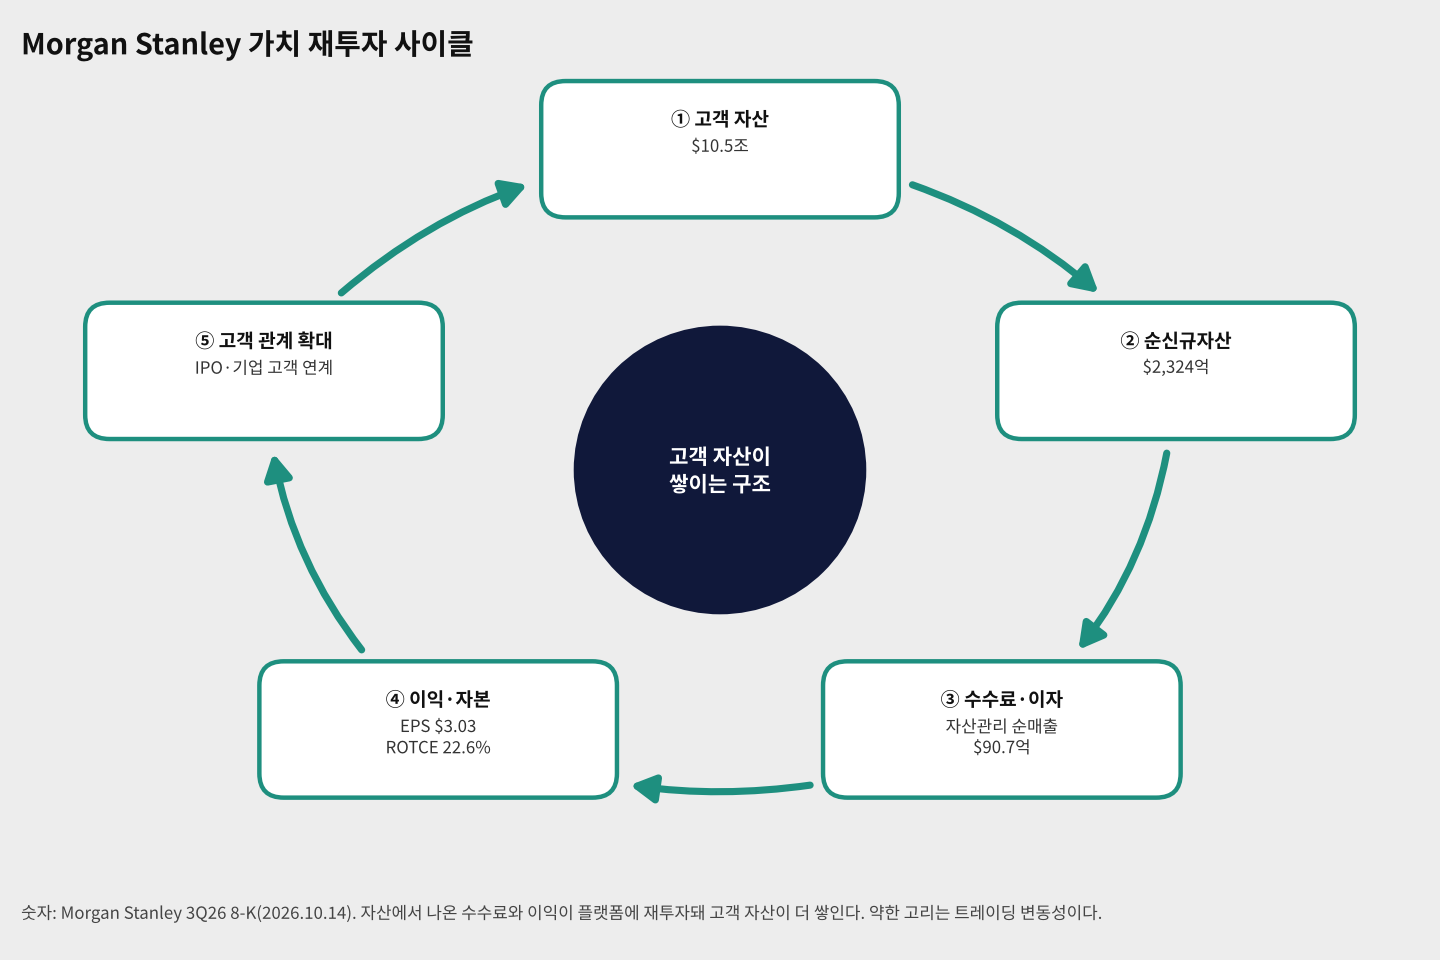 Morgan Stanley 가치 재투자 사이클
① 고객 자산
$10.5조
② 순신규자산
$2,324억
③ 수수료·이자
자산관리 순매출
$90.7억
④ 이익·자본
EPS $3.03
ROTCE 22.6%
⑤ 고객 관계 확대
IPO·기업 고객 연계
고객 자산이
쌓이는 구조
숫자: Morgan Stanley 3Q26 8-K(2026.10.14). 자산에서 나온 수수료와 이익이 플랫폼에 재투자돼 고객 자산이 더 쌓인다. 약한 고리는 트레이딩 변동성이다.